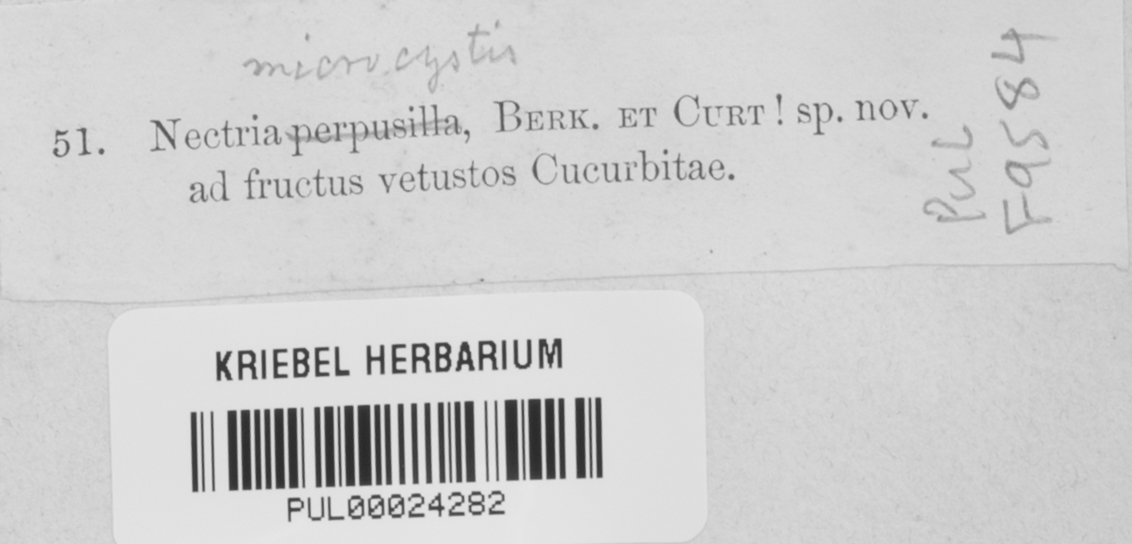 microcystis
51. Nectria perpusilla, BERK. ET CURT! sp. nov.
ad fructus vetustos Cucurbitae.
PUL
F9584
KRIEBEL HERBARIUM
PUL00024282